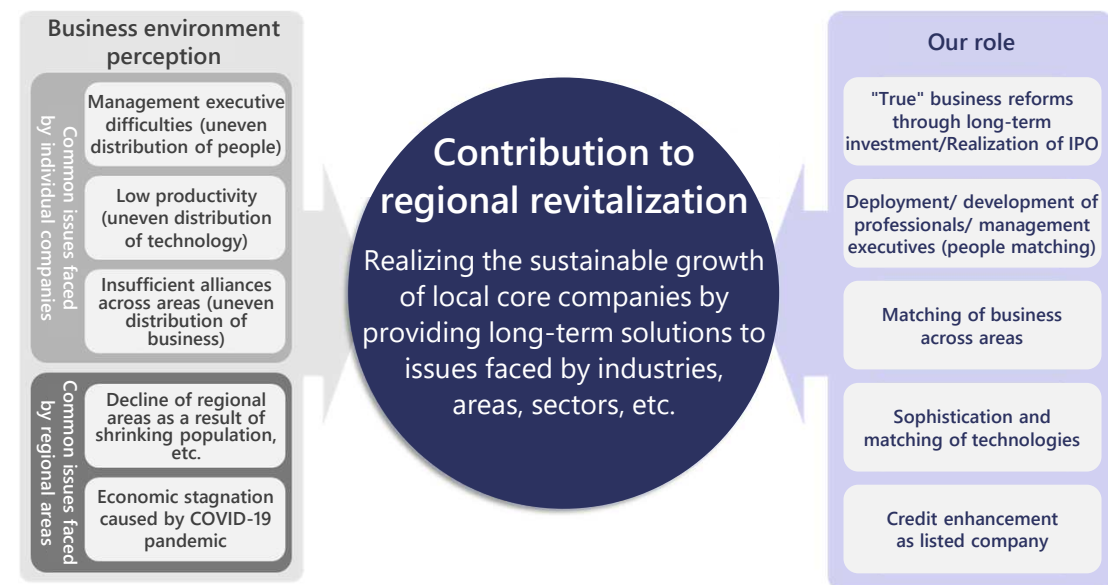 Business environment
perception
Common issues faced
by individual companies
Management executive
difficulties (uneven
distribution of people)
Low productivity
(uneven distribution
of technology)
Insufficient alliances
across areas (uneven
distribution of
business)
Common issues faced
by regional areas
Decline of regional
areas as a result of
shrinking population,
etc.
Economic stagnation
caused by COVID-19
pandemic
Contribution to
regional revitalization
Realizing the sustainable growth
of local core companies by
providing long-term solutions to
issues faced by industries,
areas, sectors, etc.
Our role
"True" business reforms
through long-term
investment/Realization of IPO
Deployment/ development of
professionals/ management
executives (people matching)
Matching of business
across areas
Sophistication and
matching of technologies
Credit enhancement
as listed company